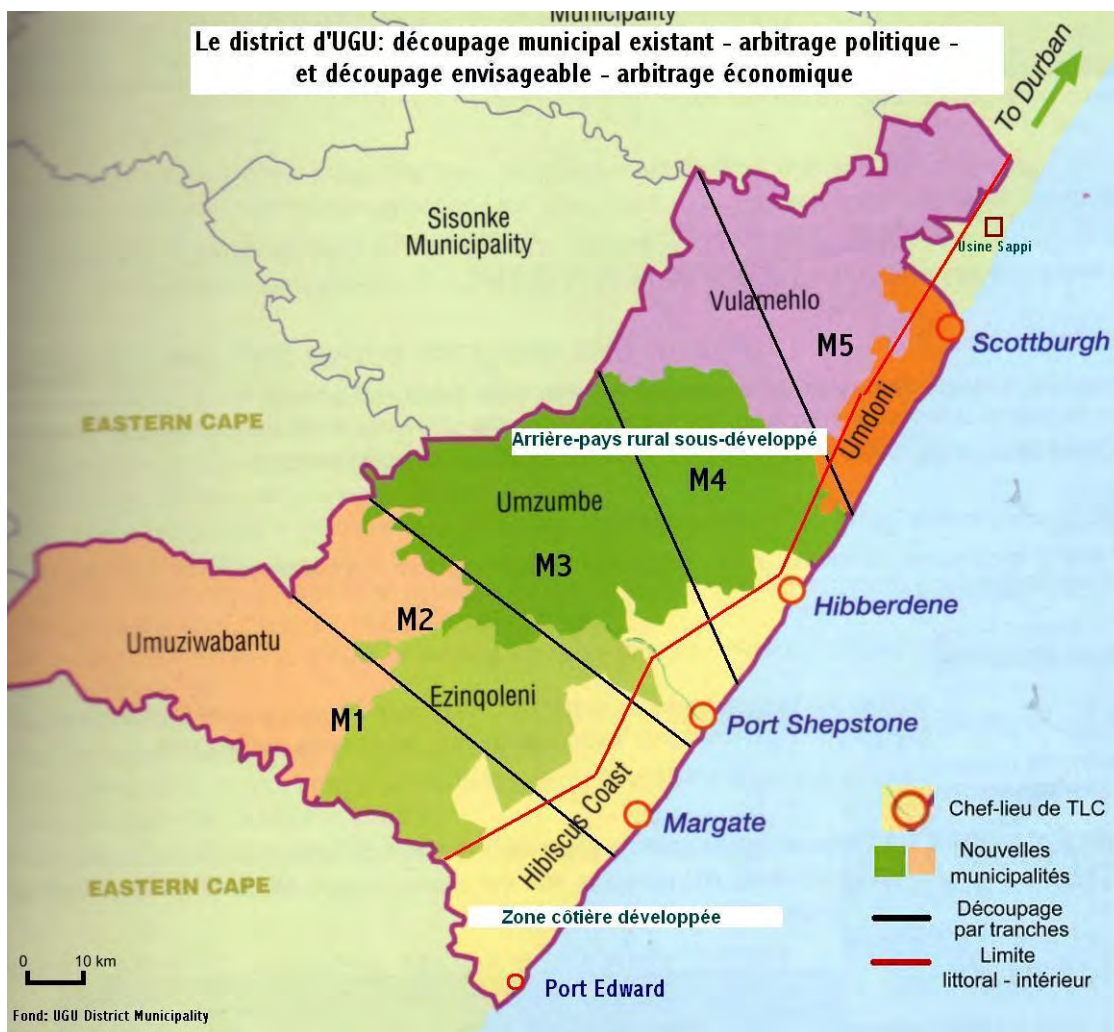 Municipality
Le district d'UGU: découpage municipal existant - arbitrage politique -
et découpage envisageable - arbitrage économique
To Durban
Sisonke
Municipality
Usine Sappi
Vulamehlo
M5
Scottburgh
EASTERN CAPE
Arrière-pays rural sous-développé
Umdoni
M4
Umzumbe
M3
Hibberdene
M2
Umuziwabantu
Ezinqoleni
M1
Port Shepstone
Hibiscus Coast
Margate
Chef-lieu de TLC
Nouvelles
municipalités
EASTERN CAPE
Zone côtière développée
Découpage
par tranches
Limite
littoral - intérieur
0 10 km
Port Edward
Fond: UGU District Municipality